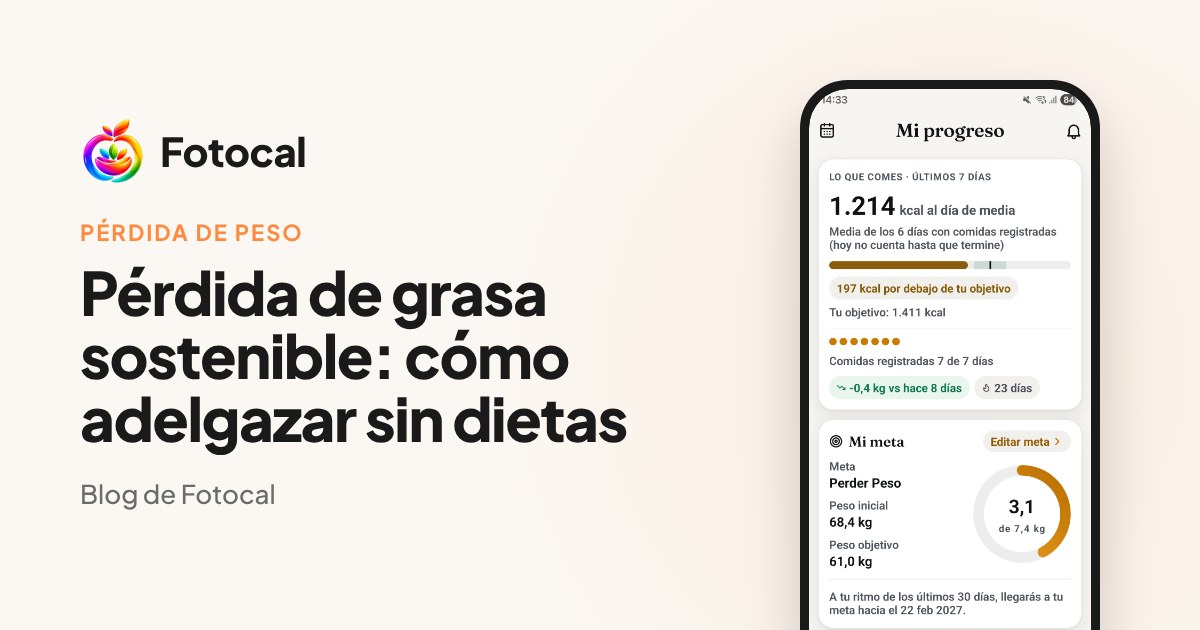 Fotocal
PÉRDIDA DE PESO
Pérdida de grasa
sostenible: cómo
adelgazar sin dietas
Blog de Fotocal
14:33
84
Mi progreso
LO QUE COMES · ÚLTIMOS 7 DÍAS
1.214 kcal al día de media
Media de los 6 días con comidas registradas
(hoy no cuenta hasta que termine)
197 kcal por debajo de tu objetivo
Tu objetivo: 1.411 kcal
Comidas registradas 7 de 7 días
-0,4 kg vs hace 8 días
23 días
Mi meta
Editar meta
Meta
Perder Peso
Peso inicial
68,4 kg
Peso objetivo
61,0 kg
3,1
de 7,4 kg
A tu ritmo de los últimos 30 días, llegarás a tu
meta hacia el 22 feb 2027.